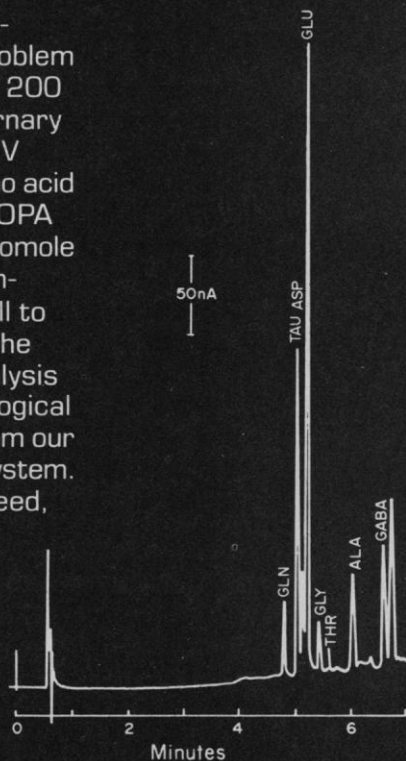 -
oblem
200
rnary
V
o acid
OPA
omole
n-
ll to
he
lysis
ogical
m our
ystem.
eed,
GLU
TAU ASP
50nA
GLN
GLY
THR
ALA
GABA
0 2 4 6
Minutes